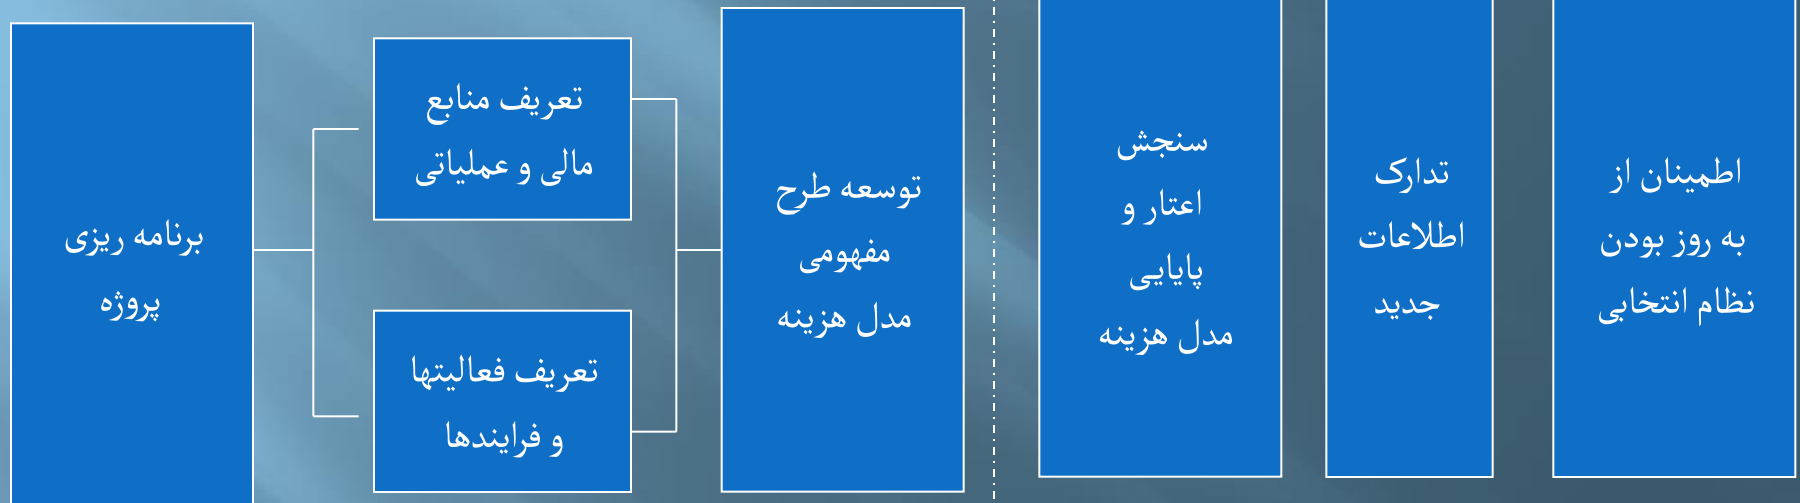 برنامه ریزی
پروژه
تعریف منابع
مالی و عملیاتی
تعریف فعالیتها
و فرایندها
توسعه طرح
مفهومی
مدل هزینه
سنجش
اعتار و
پایایی
مدل هزینه
تدارک
اطلاعات
جدید
اطمینان از
به روز بودن
نظام انتخابی